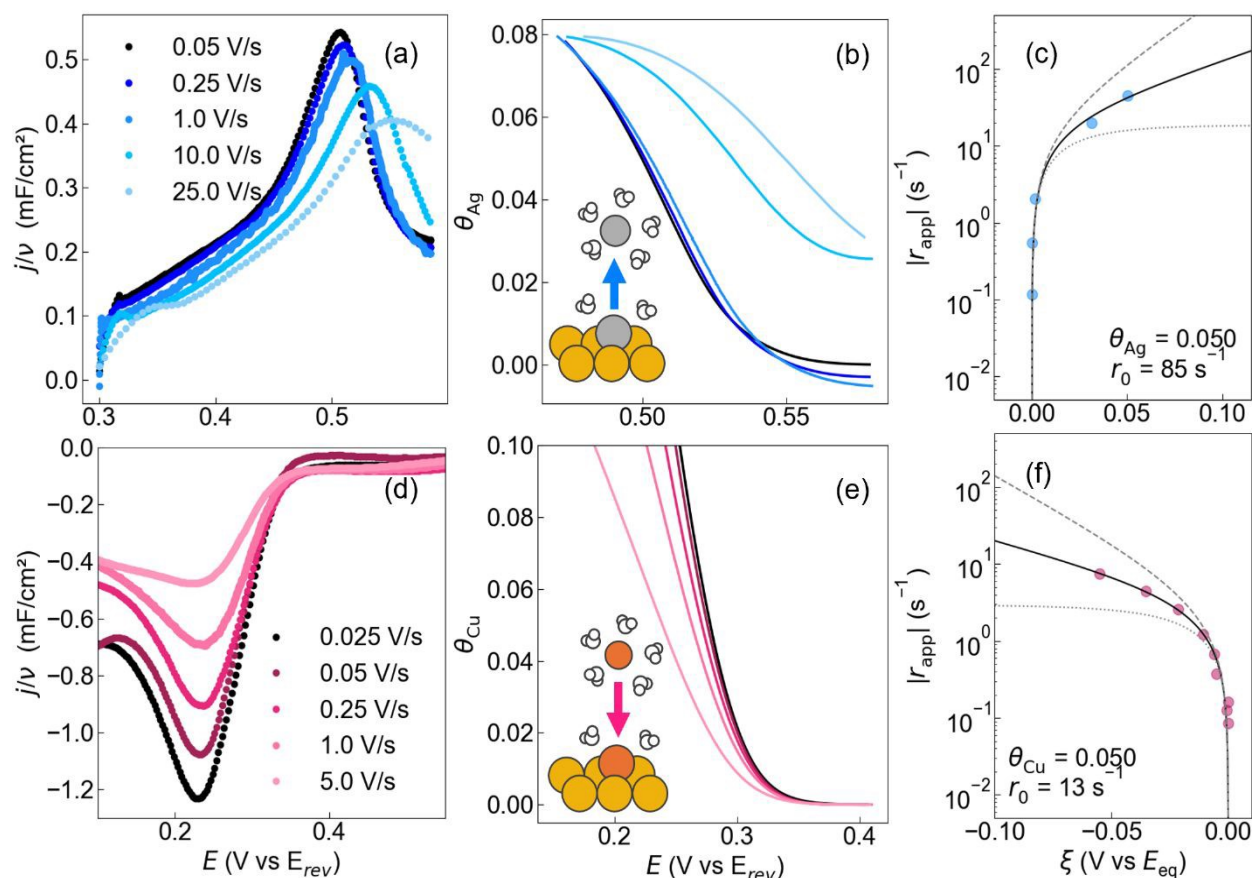 (a)
0.05 V/s
0.25 V/s
1.0 V/s
10.0 V/s
25.0 V/s
j/ν (mF/cm²)
0.5
0.4
0.3
0.2
0.1
0.0
0.3 0.4 0.5
(b)
θAg
0.08
0.06
0.04
0.02
0.00
0.50 0.55
(c)
|rapp| (s⁻¹)
10²
10¹
10⁰
10⁻¹
10⁻²
θAg = 0.050
r0 = 85 s⁻¹
0.00 0.05 0.10
(d)
j/ν (mF/cm²)
0.0
−0.2
−0.4
−0.6
−0.8
−1.0
−1.2
0.025 V/s
0.05 V/s
0.25 V/s
1.0 V/s
5.0 V/s
0.2 0.4
E (V vs Erev)
(e)
θCu
0.10
0.08
0.06
0.04
0.02
0.00
0.2 0.3 0.4
E (V vs Erev)
(f)
|rapp| (s⁻¹)
10²
10¹
10⁰
10⁻¹
10⁻²
θCu = 0.050
r0 = 13 s⁻¹
−0.10 −0.05 0.00
ξ (V vs Eeq)